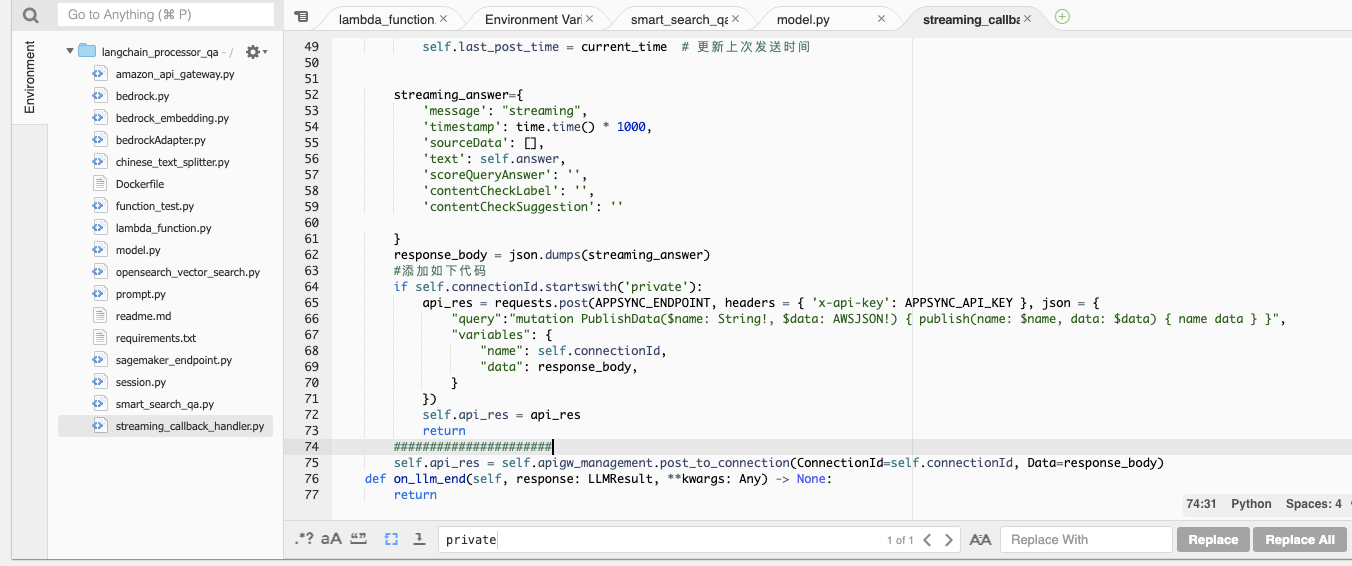 Go to Anything (⌘ P)
lambda_function.
Environment Vari
smart_search_qa
model.py
streaming_callba
Environment
langchain_processor_qa - /
amazon_api_gateway.py
bedrock.py
bedrock_embedding.py
bedrockAdapter.py
chinese_text_splitter.py
Dockerfile
function_test.py
lambda_function.py
model.py
opensearch_vector_search.py
prompt.py
readme.md
requirements.txt
sagemaker_endpoint.py
session.py
smart_search_qa.py
streaming_callback_handler.py
49 self.last_post_time = current_time # 更新上次发送时间
50
51
52 streaming_answer={
53 'message': "streaming",
54 'timestamp': time.time() * 1000,
55 'sourceData': [],
56 'text': self.answer,
57 'scoreQueryAnswer': '',
58 'contentCheckLabel': '',
59 'contentCheckSuggestion': ''
60
61 }
62 response_body = json.dumps(streaming_answer)
63 #添加如下代码
64 if self.connectionId.startswith('private'):
65 api_res = requests.post(APPSYNC_ENDPOINT, headers = { 'x-api-key': APPSYNC_API_KEY }, json = {
66 "query":"mutation PublishData($name: String!, $data: AWSJSON!) { publish(name: $name, data: $data) { name data } }",
67 "variables": {
68 "name": self.connectionId,
69 "data": response_body,
70 }
71 })
72 self.api_res = api_res
73 return
74 ######################
75 self.api_res = self.apigw_management.post_to_connection(ConnectionId=self.connectionId, Data=response_body)
76 def on_llm_end(self, response: LLMResult, **kwargs: Any) -> None:
77 return
74:31 Python Spaces: 4
.*? aA private 1 of 1 Replace With Replace Replace All